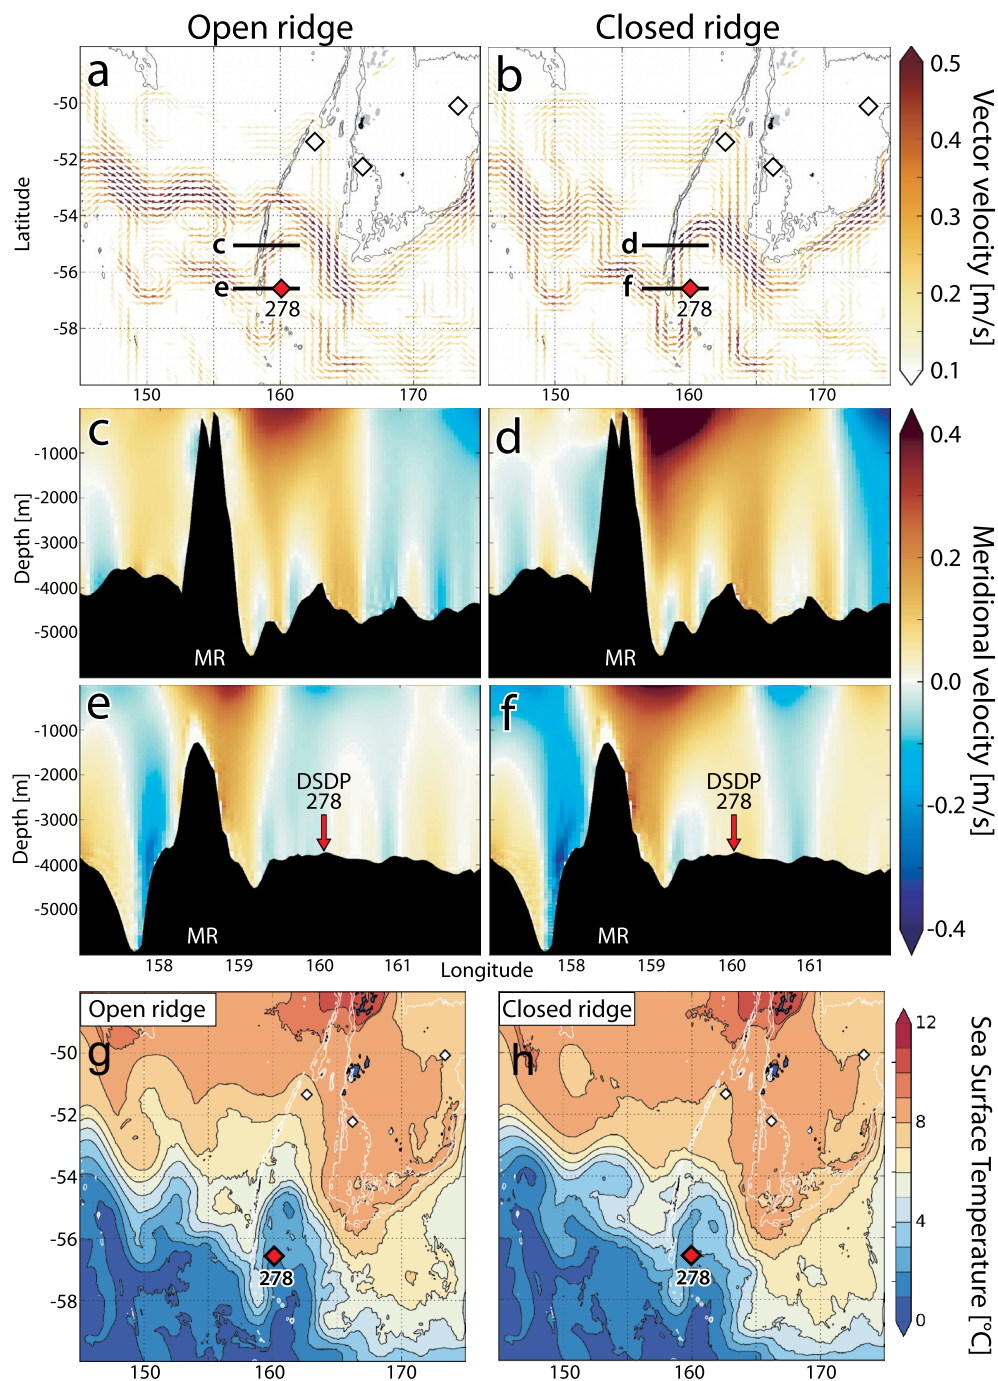 Open ridge
Closed ridge
a
b
-50
-52
-54
-56
-58
Latitude
c
e
278
d
f
278
150
160
170
150
160
170
0.5
0.4
0.3
0.2
0.1
Vector velocity [m/s]
c
d
-1000
-2000
-3000
-4000
-5000
Depth [m]
MR
MR
e
f
-1000
-2000
-3000
-4000
-5000
Depth [m]
DSDP
278
DSDP
278
MR
MR
158
159
160
161
Longitude
158
159
160
161
0.4
0.2
0.0
-0.2
-0.4
Meridional velocity [m/s]
Open ridge
Closed ridge
g
h
-50
-52
-54
-56
-58
278
278
150
160
170
150
160
170
12
8
4
0
Sea Surface Temperature [°C]